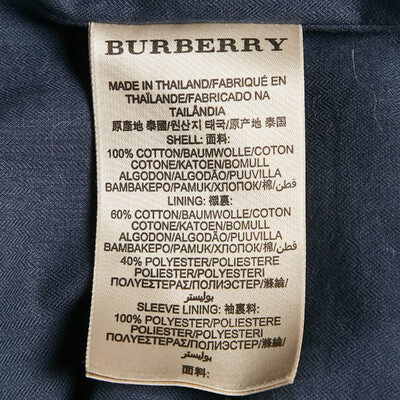 BURBERRY
MADE IN THAILAND/FABRIQUÉ EN
THAÏLANDE/FABRICADO NA
TAILÂNDIA
原產地 泰國/원산지 태국/原产地 泰国
SHELL: 面料:
100% COTTON/BAUMWOLLE/COTON
COTONE/KATOEN/BOMULL
ALGODON/ALGODÃO/PUUVILLA
ΒΑΜΒΑΚΕΡΟ/PAMUK/ХЛОПОК/棉/قطن
LINING: 裡裏:
60% COTTON/BAUMWOLLE/COTON
COTONE/KATOEN/BOMULL
ALGODON/ALGODÃO/PUUVILLA
ΒΑΜΒΑΚΕΡΟ/PAMUK/ХЛОПОК/棉/قطن
40% POLYESTER/POLIESTERE
POLIESTER/POLYESTERI
ΠΟΛΥΕΣΤΕΡΑΣ/ПОЛИЭСТЕР/滌綸/
بوليستر
SLEEVE LINING: 袖裏料:
100% POLYESTER/POLIESTERE
POLIESTER/POLYESTERI
ΠΟΛΥΕΣΤΕΡΑΣ/ПОЛИЭСТЕР/滌綸/
بوليستر
面料: